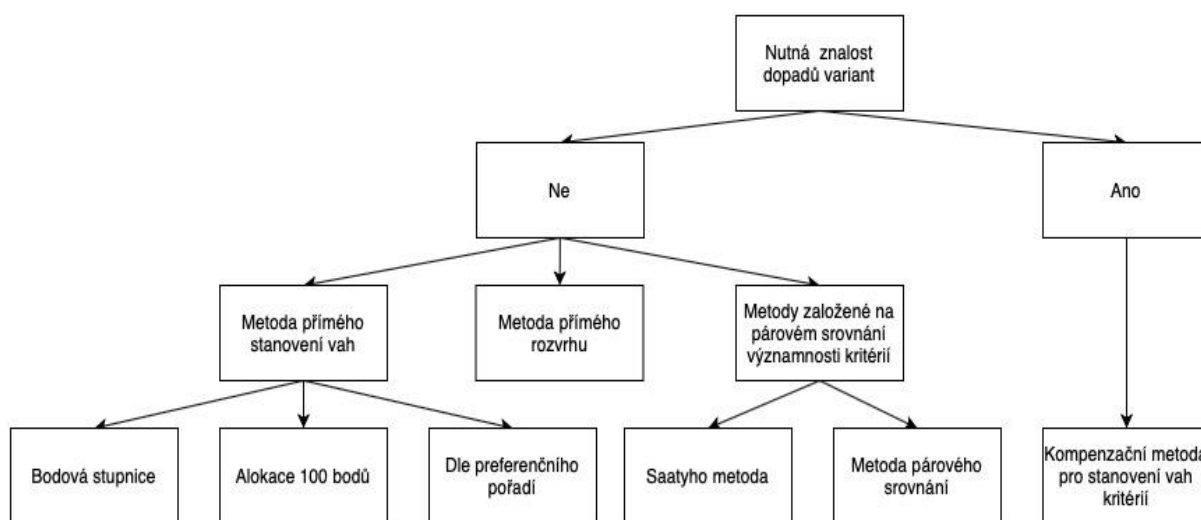 Nutná znalost
dopadů variant
Ne
Ano
Metoda přímého
stanovení vah
Metoda přímého
rozvrhu
Metody založené na
párovém srovnání
významnosti kritérií
Bodová stupnice
Alokace 100 bodů
Dle preferenčního
pořadí
Saatyho metoda
Metoda párového
srovnání
Kompenzační metoda
pro stanovení vah
kritérií